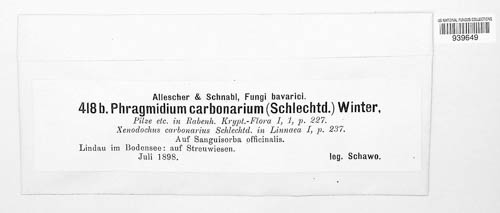 US NATIONAL FUNGUS COLLECTIONS
939649
Allescher & Schnabl, Fungi bavarici.
418 b. Phragmidium carbonarium (Schlechtd.) Winter,
Pilze etc. in Rabenh. Krypt.-Flora I, 1, p. 227.
Xenodochus carbonarius Schlechtd. in Linnaea I, p. 237.
Auf Sanguisorba officinalis.
Lindau im Bodensee: auf Streuwiesen.
Juli 1898. leg. Schawo.